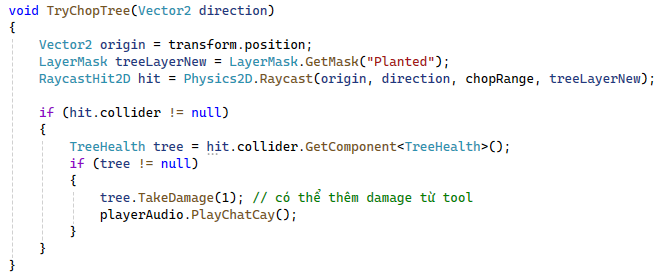 void TryChopTree(Vector2 direction)
{
    Vector2 origin = transform.position;
    LayerMask treeLayerNew = LayerMask.GetMask("Planted");
    RaycastHit2D hit = Physics2D.Raycast(origin, direction, chopRange, treeLayerNew);

    if (hit.collider != null)
    {
        TreeHealth tree = hit.collider.GetComponent<TreeHealth>();
        if (tree != null)
        {
            tree.TakeDamage(1); // có thể thêm damage từ tool
            playerAudio.PlayChatCay();
        }
    }
}